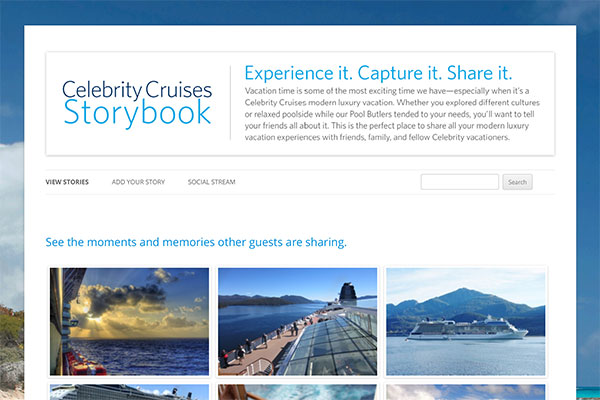 Celebrity Cruises
Storybook
Experience it. Capture it. Share it.
Vacation time is some of the most exciting time we have—especially when it's a
Celebrity Cruises modern luxury vacation. Whether you explored different cultures
or relaxed poolside while our Pool Butlers tended to your needs, you'll want to tell
your friends all about it. This is the perfect place to share all your modern luxury
vacation experiences with friends, family, and fellow Celebrity vacationers.
VIEW STORIES ADD YOUR STORY SOCIAL STREAM Search
See the moments and memories other guests are sharing.